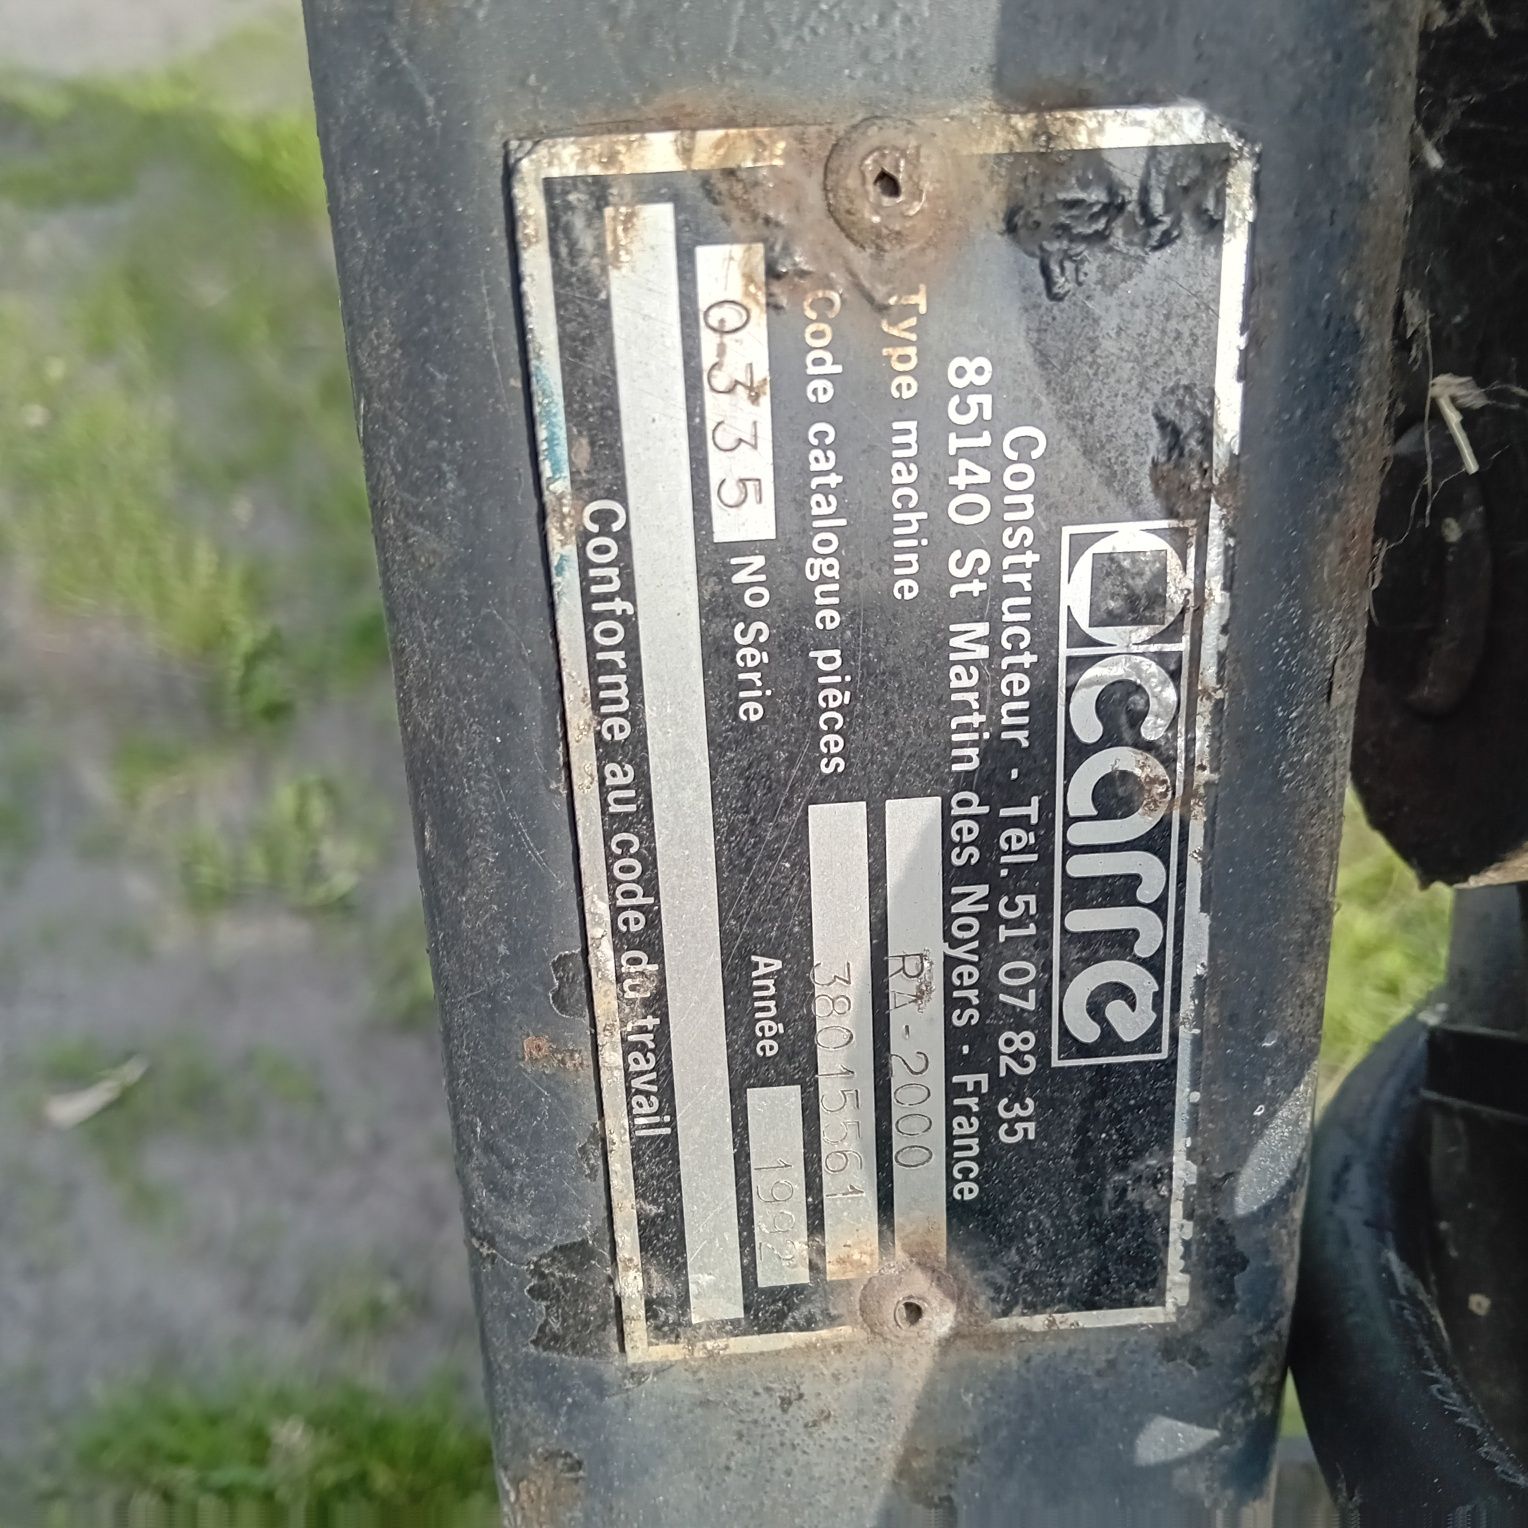 carre
Constructeur - Tél. 51 07 82 35
85140 St Martin des Noyers - France
Type machine RA-2000
Code catalogue pièces 38015561
0335 No Série Année 1992
Conforme au code du travail